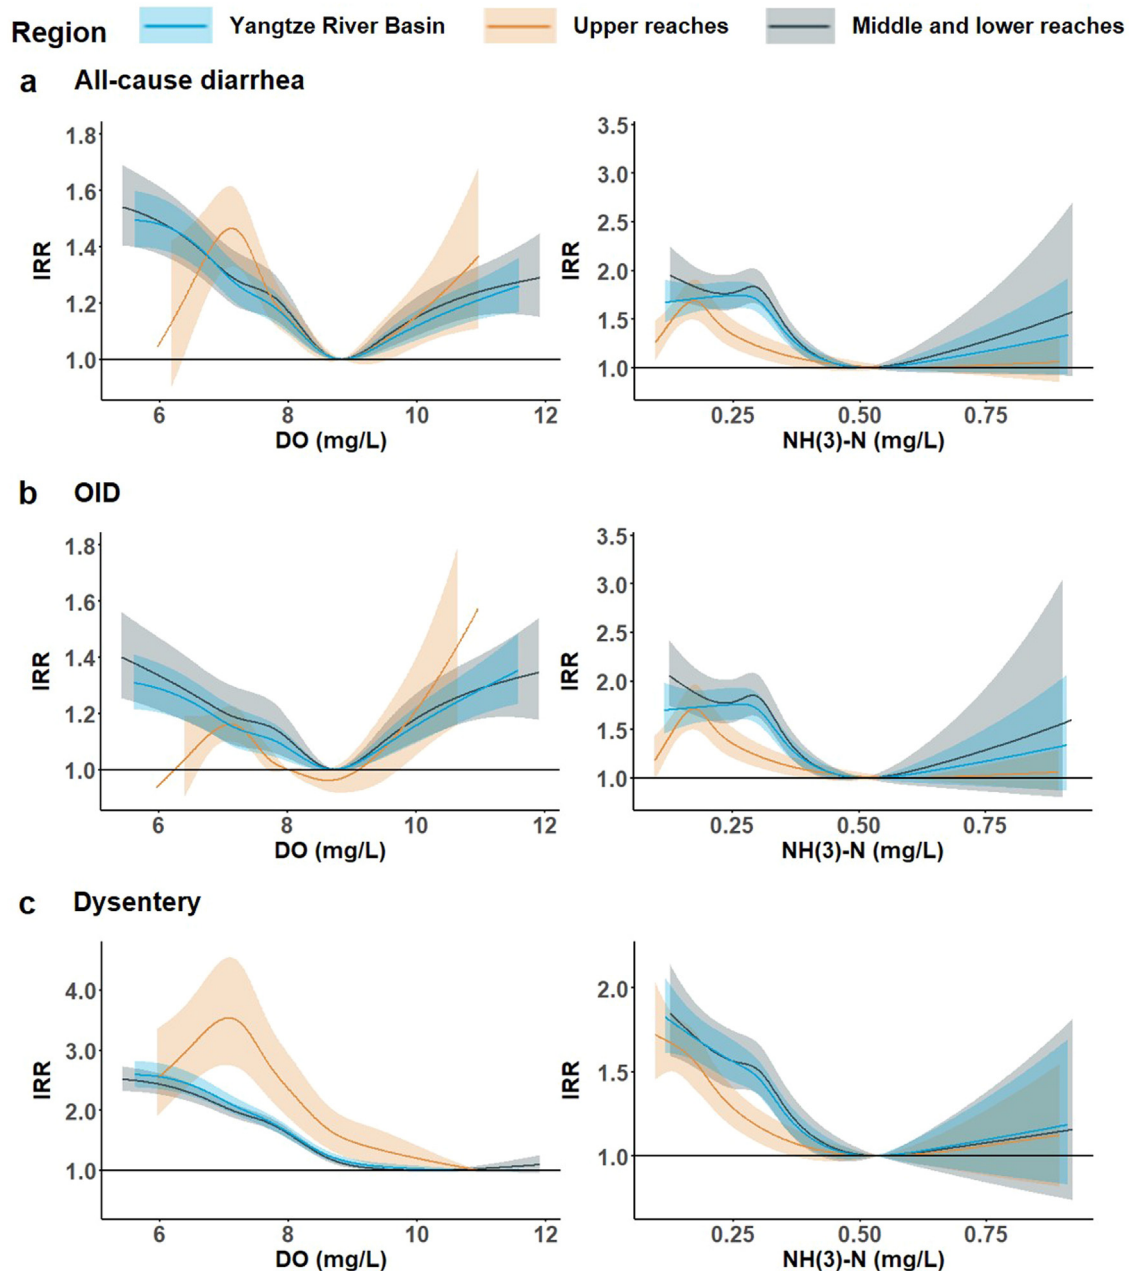 Region Yangtze River Basin Upper reaches Middle and lower reaches
a All-cause diarrhea
1.8 1.6 1.4 1.2 1.0
IRR
6 8 10 12
DO (mg/L)
3.5 3.0 2.5 2.0 1.5 1.0
IRR
0.25 0.50 0.75
NH(3)-N (mg/L)
b OID
1.8 1.6 1.4 1.2 1.0
IRR
6 8 10 12
DO (mg/L)
3.5 3.0 2.5 2.0 1.5 1.0
IRR
0.25 0.50 0.75
NH(3)-N (mg/L)
c Dysentery
4.0 3.0 2.0 1.0
IRR
6 8 10 12
DO (mg/L)
2.0 1.5 1.0
IRR
0.25 0.50 0.75
NH(3)-N (mg/L)